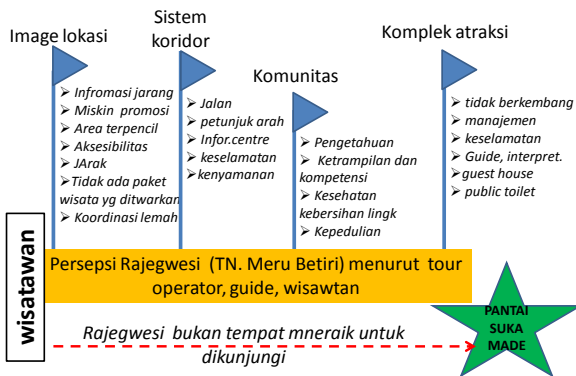 Image lokasi
➢ Infromasi jarang
➢ Miskin promosi
➢ Area terpencil
➢ Aksesibilitas
➢ JArak
➢Tidak ada paket
wisata yg ditwarkan
➢ Koordinasi lemah
Sistem
koridor
➢ Jalan
➢ petunjuk arah
➢ Infor.centre
➢ keselamatan
➢kenyamanan
Komunitas
➢ Pengetahuan
➢ Ketrampilan dan
kompetensi
➢ Kesehatan
kebersihan lingk
➢ Kepedulian
Komplek atraksi
➢ tidak berkembang
➢ manajemen
➢ keselamatan
➢ Guide, interpret.
➢guest house
➢ public toilet
wisatawan
Persepsi Rajegwesi (TN. Meru Betiri) menurut tour
operator, guide, wisawtan
Rajegwesi bukan tempat mneraik untuk
dikunjungi
PANTAI
SUKA
MADE